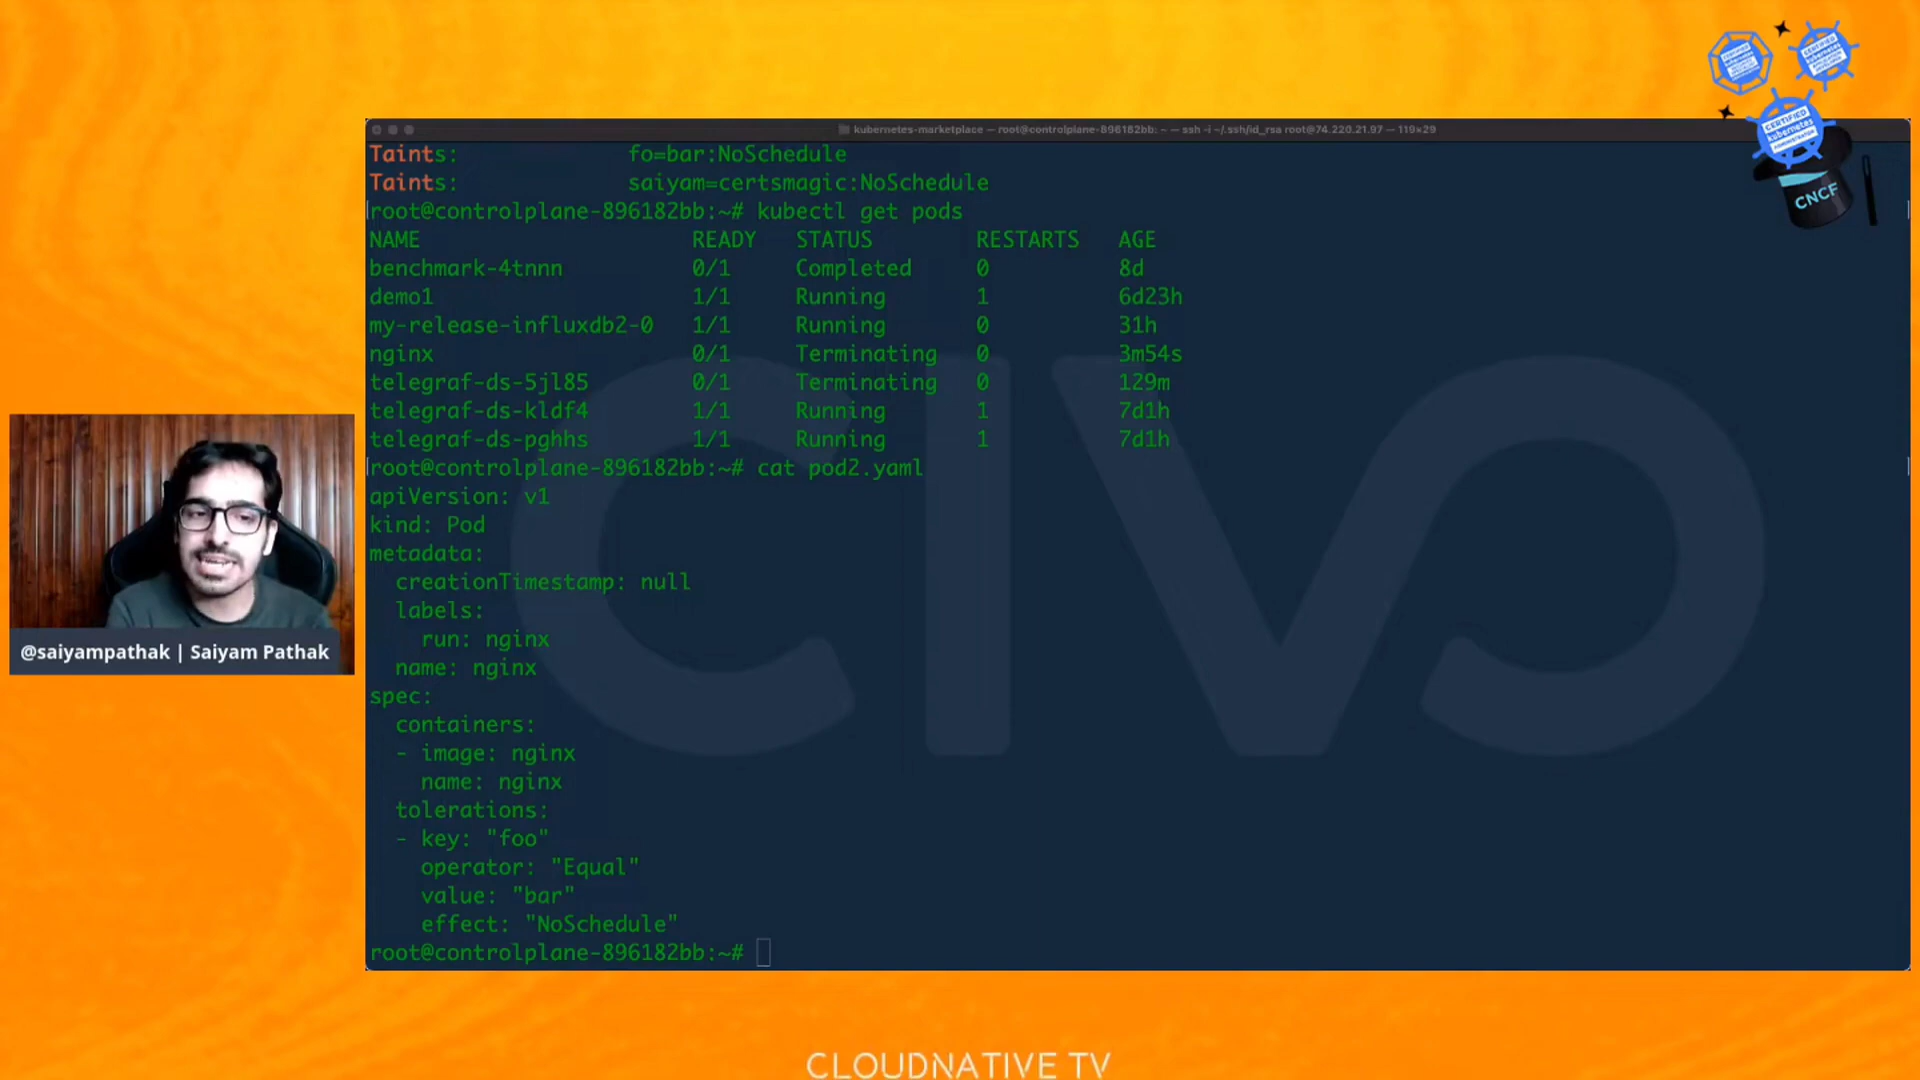 kubernetes-marketplace — root@controlplane-896182bb: ~ — ssh -i ~/.ssh/id_rsa root@74.220.21.97 — 119×29
Taints: fo=bar:NoSchedule
Taints: saiyam=certsmagic:NoSchedule
root@controlplane-896182bb:~# kubectl get pods
NAME READY STATUS RESTARTS AGE
benchmark-4tnnn 0/1 Completed 0 8d
demo1 1/1 Running 1 6d23h
my-release-influxdb2-0 1/1 Running 0 31h
nginx 0/1 Terminating 0 3m54s
telegraf-ds-5jl85 0/1 Terminating 0 129m
telegraf-ds-kldf4 1/1 Running 1 7d1h
telegraf-ds-pghhs 1/1 Running 1 7d1h
root@controlplane-896182bb:~# cat pod2.yaml
apiVersion: v1
kind: Pod
metadata:
  creationTimestamp: null
  labels:
    run: nginx
  name: nginx
spec:
  containers:
  - image: nginx
    name: nginx
  tolerations:
  - key: "foo"
    operator: "Equal"
    value: "bar"
    effect: "NoSchedule"
root@controlplane-896182bb:~#
CIVO
@saiyampathak | Saiyam Pathak
CERTIFIED
kubernetes
CNCF
CLOUDNATIVE TV